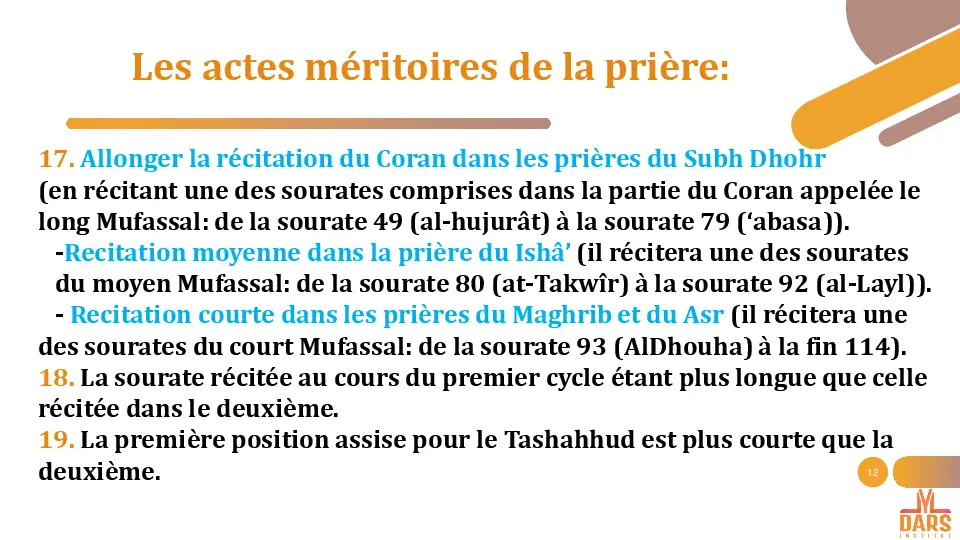 Les actes méritoires de la prière:
17. Allonger la récitation du Coran dans les prières du Subh Dhohr
(en récitant une des sourates comprises dans la partie du Coran appelée le
long Mufassal: de la sourate 49 (al-hujurât) à la sourate 79 (‘abasa)).
-Recitation moyenne dans la prière du Ishâ’ (il récitera une des sourates
du moyen Mufassal: de la sourate 80 (at-Takwîr) à la sourate 92 (al-Layl)).
- Recitation courte dans les prières du Maghrib et du Asr (il récitera une
des sourates du court Mufassal: de la sourate 93 (AlDhouha) à la fin 114).
18. La sourate récitée au cours du premier cycle étant plus longue que celle
récitée dans le deuxième.
19. La première position assise pour le Tashahhud est plus courte que la
deuxième.
12
DARS
INSTITUT